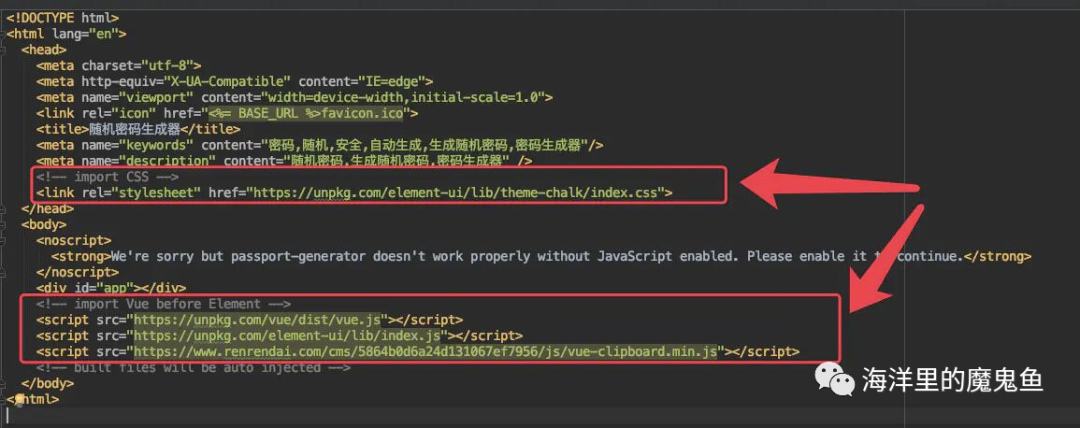 <!DOCTYPE html>
<html lang="en">
<head>
<meta charset="utf-8">
<meta http-equiv="X-UA-Compatible" content="IE=edge">
<meta name="viewport" content="width=device-width,initial-scale=1.0">
<link rel="icon" href="<%= BASE_URL %>favicon.ico">
<title>随机密码生成器</title>
<meta name="keywords" content="密码,随机,安全,自动生成,生成随机密码,密码生成器"/>
<meta name="description" content="随机密码,生成随机密码,密码生成器" />
<!-- import CSS -->
<link rel="stylesheet" href="https://unpkg.com/element-ui/lib/theme-chalk/index.css">
</head>
<body>
<noscript>
<strong>We're sorry but passport-generator doesn't work properly without JavaScript enabled. Please enable it to continue.</strong>
</noscript>
<div id="app"></div>
<!-- import Vue before Element -->
<script src="https://unpkg.com/vue/dist/vue.js"></script>
<script src="https://unpkg.com/element-ui/lib/index.js"></script>
<script src="https://www.renrendai.com/cms/5864b0d6a24d131067ef7956/js/vue-clipboard.min.js"></script>
<!-- built files will be auto injected -->
</body>
</html>
海洋里的魔鬼鱼